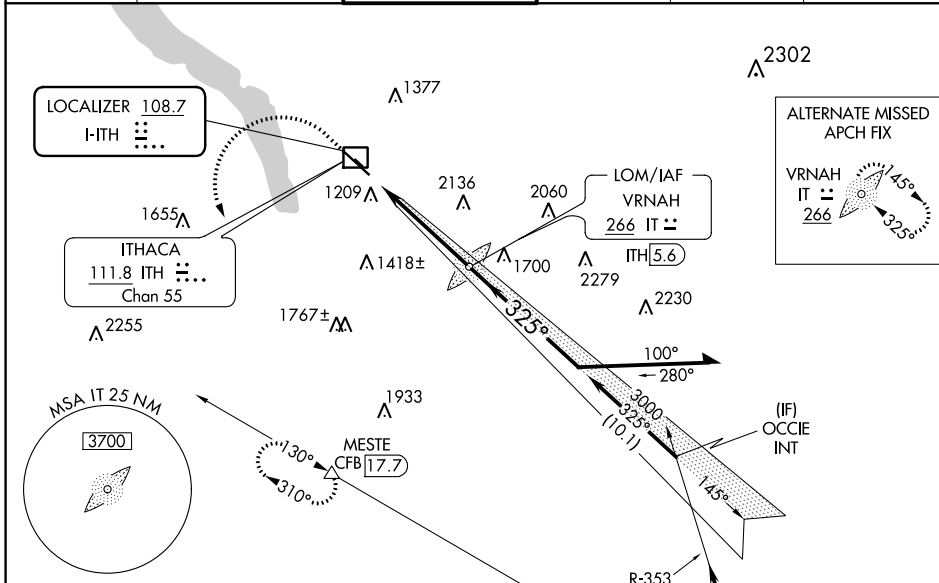 2302
1377
LOCALIZER 108.7
I-ITH
ALTERNATE MISSED
APCH FIX
VRNAH
IT
266
145°
325°
LOM/IAF
VRNAH
266 IT
ITH 5.6
1209
2136
2060
1655
ITHACA
111.8 ITH
Chan 55
1418±
1700
2279
2230
2255
1767±
325°
100°
280°
MSA IT 25 NM
3700
1933
3000
325°
(10.1)
(IF)
OCCIE
INT
MESTE
CFB 17.7
130°
310°
145°
R-353